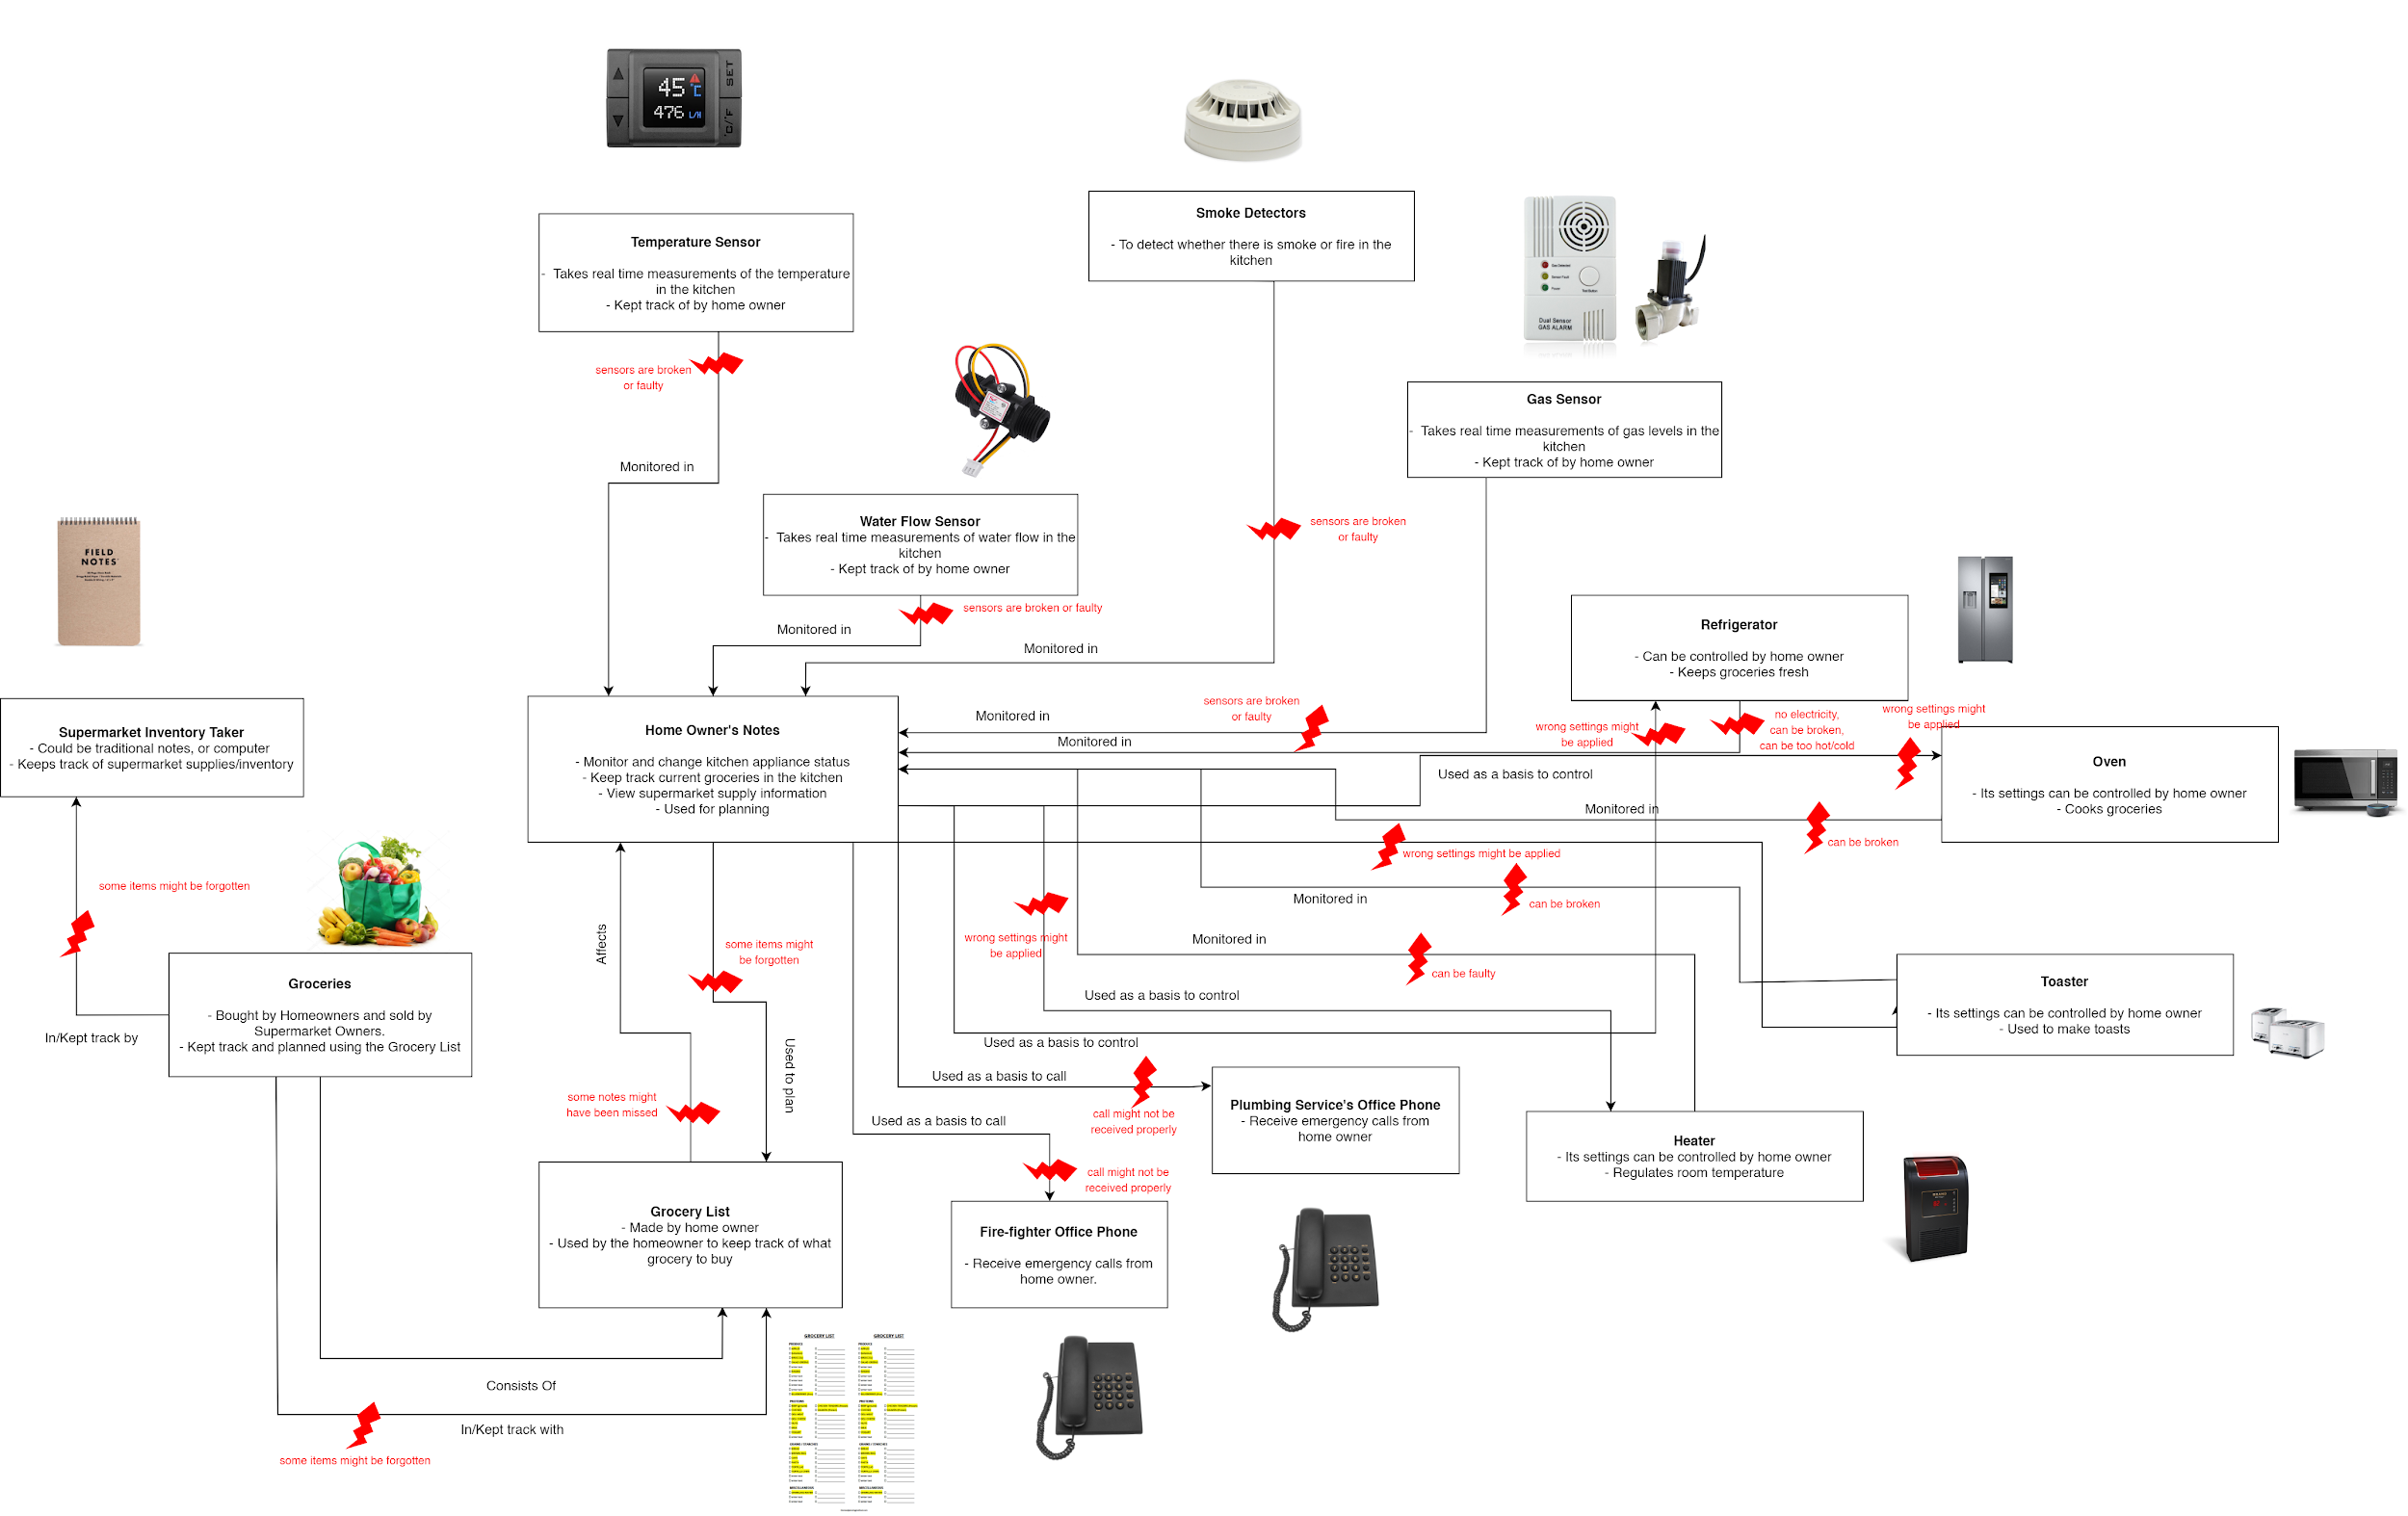 45 °C
476 L/H
SET
°C/°F
Smoke Detectors
- To detect whether there is smoke or fire in the
kitchen
Temperature Sensor
- Takes real time measurements of the temperature
in the kitchen
- Kept track of by home owner
Dual Sensor
GAS ALARM
sensors are broken
or faulty
Monitored in
Gas Sensor
- Takes real time measurements of gas levels in the
kitchen
- Kept track of by home owner
Water Flow Sensor
- Takes real time measurements of water flow in the
kitchen
- Kept track of by home owner
sensors are broken
or faulty
FIELD
NOTES
sensors are broken or faulty
Monitored in
Monitored in
Refrigerator
- Can be controlled by home owner
- Keeps groceries fresh
Supermarket Inventory Taker
- Could be traditional notes, or computer
- Keeps track of supermarket supplies/inventory
Home Owner's Notes
- Monitor and change kitchen appliance status
- Keep track current groceries in the kitchen
- View supermarket supply information
- Used for planning
sensors are broken
or faulty
Monitored in
Monitored in
wrong settings might
be applied
no electricity,
can be broken,
can be too hot/cold
wrong settings might
be applied
Used as a basis to control
Oven
- Its settings can be controlled by home owner
- Cooks groceries
Monitored in
can be broken
wrong settings might be applied
some items might be forgotten
Monitored in
can be broken
Affects
some items might
be forgotten
wrong settings might
be applied
Monitored in
can be faulty
Groceries
- Bought by Homeowners and sold by
Supermarket Owners.
- Kept track and planned using the Grocery List
Toaster
- Its settings can be controlled by home owner
- Used to make toasts
Used as a basis to control
In/Kept track by
Used as a basis to control
Used to plan
Used as a basis to call
some notes might
have been missed
call might not be
received properly
Plumbing Service's Office Phone
- Receive emergency calls from
home owner
Used as a basis to call
Heater
- Its settings can be controlled by home owner
- Regulates room temperature
call might not be
received properly
Grocery List
- Made by home owner
- Used by the homeowner to keep track of what
grocery to buy
Fire-fighter Office Phone
- Receive emergency calls from
home owner.
GROCERY LIST
GROCERY LIST
Consists Of
In/Kept track with
some items might be forgotten